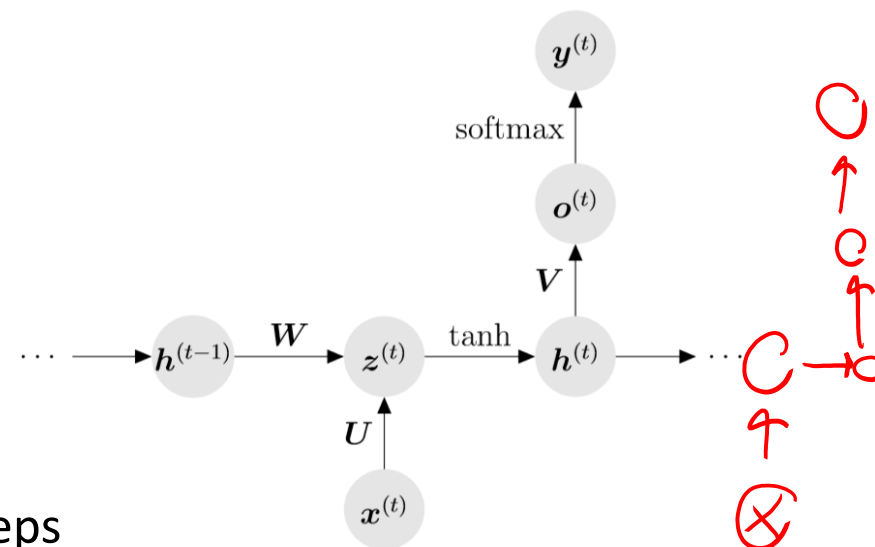 y^(t)
softmax
o^(t)
V
··· h^(t−1) W z^(t) tanh h^(t) ···
U
x^(t)
eps
x